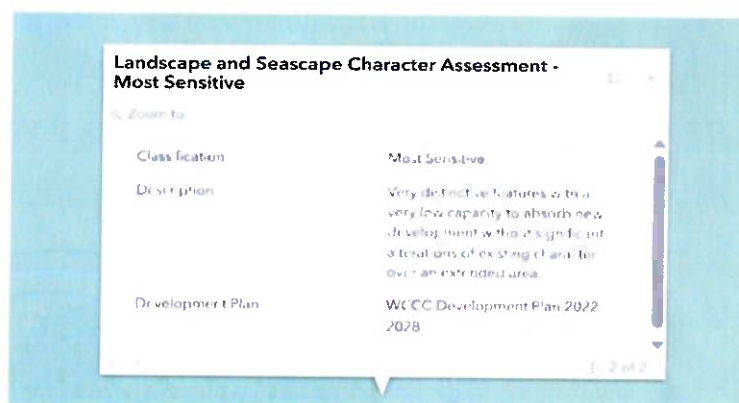 Landscape and Seascape Character Assessment -
Most Sensitive
Zoom to
Classification Most Sensitive
Description Very distinctive features with a
very low capacity to absorb new
development without significant
alterations of existing character
over an extended area.
Development Plan WCCC Development Plan 2022
2028
2 of 2